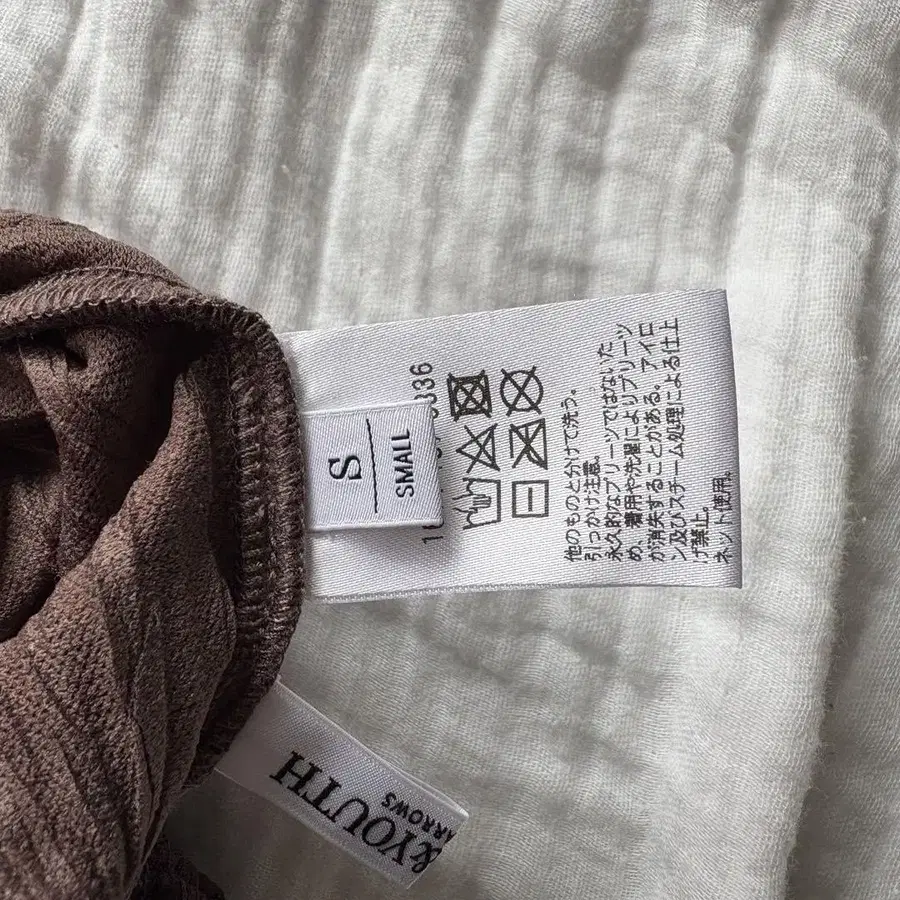 S
SMALL
336
他のものと分けて洗う。
引っかけ注意。
永久的なプリーツではないた
め、着用や洗濯によりプリーツ
が消失することがある。アイロ
ン及びスチーム処理による仕上
げ禁止。
ネット使用。
&YOUTH
ARROWS